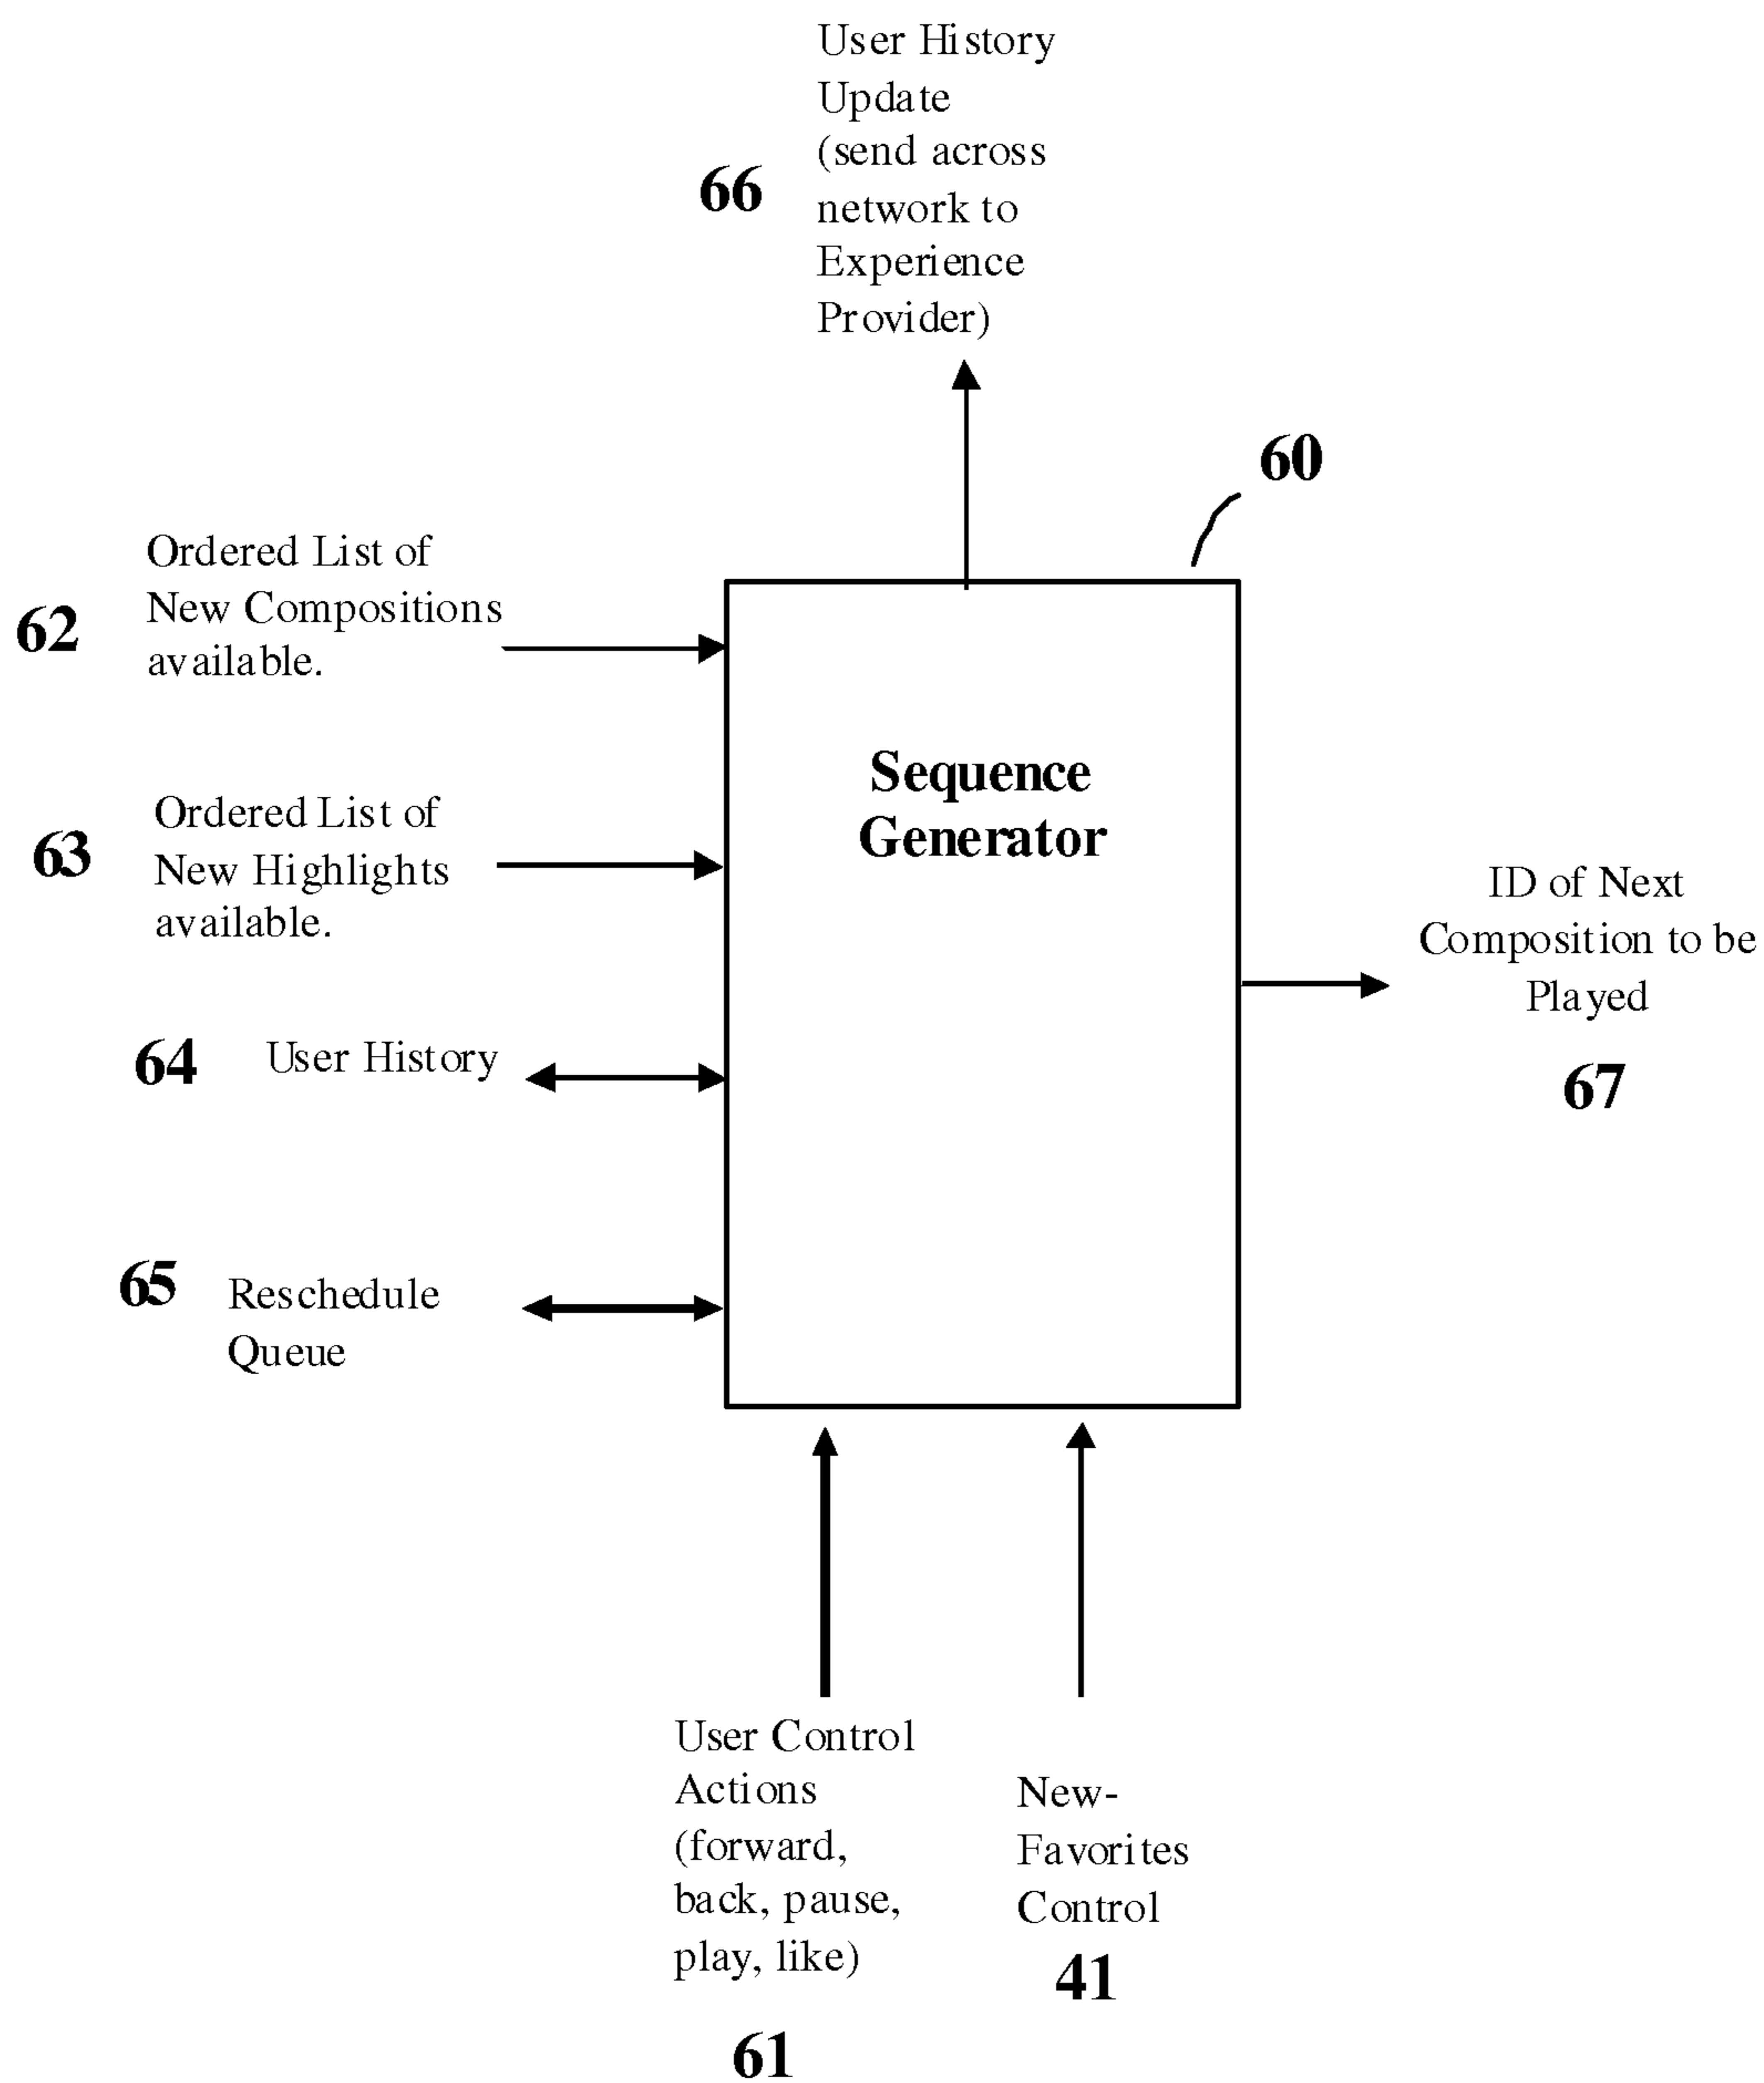 User History
Update
(send across
network to
Experience
Provider)
66
60
Ordered List of
New Compositions
available.
62
Sequence
Generator
Ordered List of
New Highlights
available.
63
ID of Next
Composition to be
Played
67
64
User History
65
Reschedule
Queue
User Control
Actions
(forward,
back, pause,
play, like)
61
New-
Favorites
Control
41